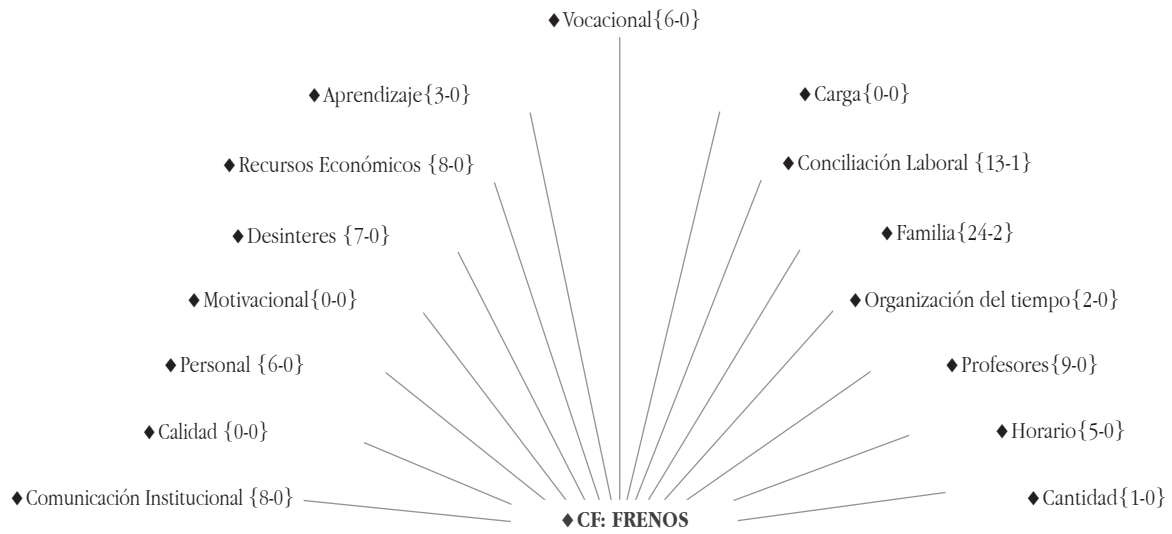 ♦Vocacional{6-0}
♦Aprendizaje{3-0}
♦Carga{0-0}
♦Recursos Económicos {8-0}
♦Conciliación Laboral {13-1}
♦Desinteres {7-0}
♦Familia{24-2}
♦Motivacional{0-0}
♦Organización del tiempo{2-0}
♦Personal {6-0}
♦Profesores{9-0}
♦Calidad {0-0}
♦Horario{5-0}
♦Comunicación Institucional {8-0}
♦Cantidad{1-0}
♦CF: FRENOS